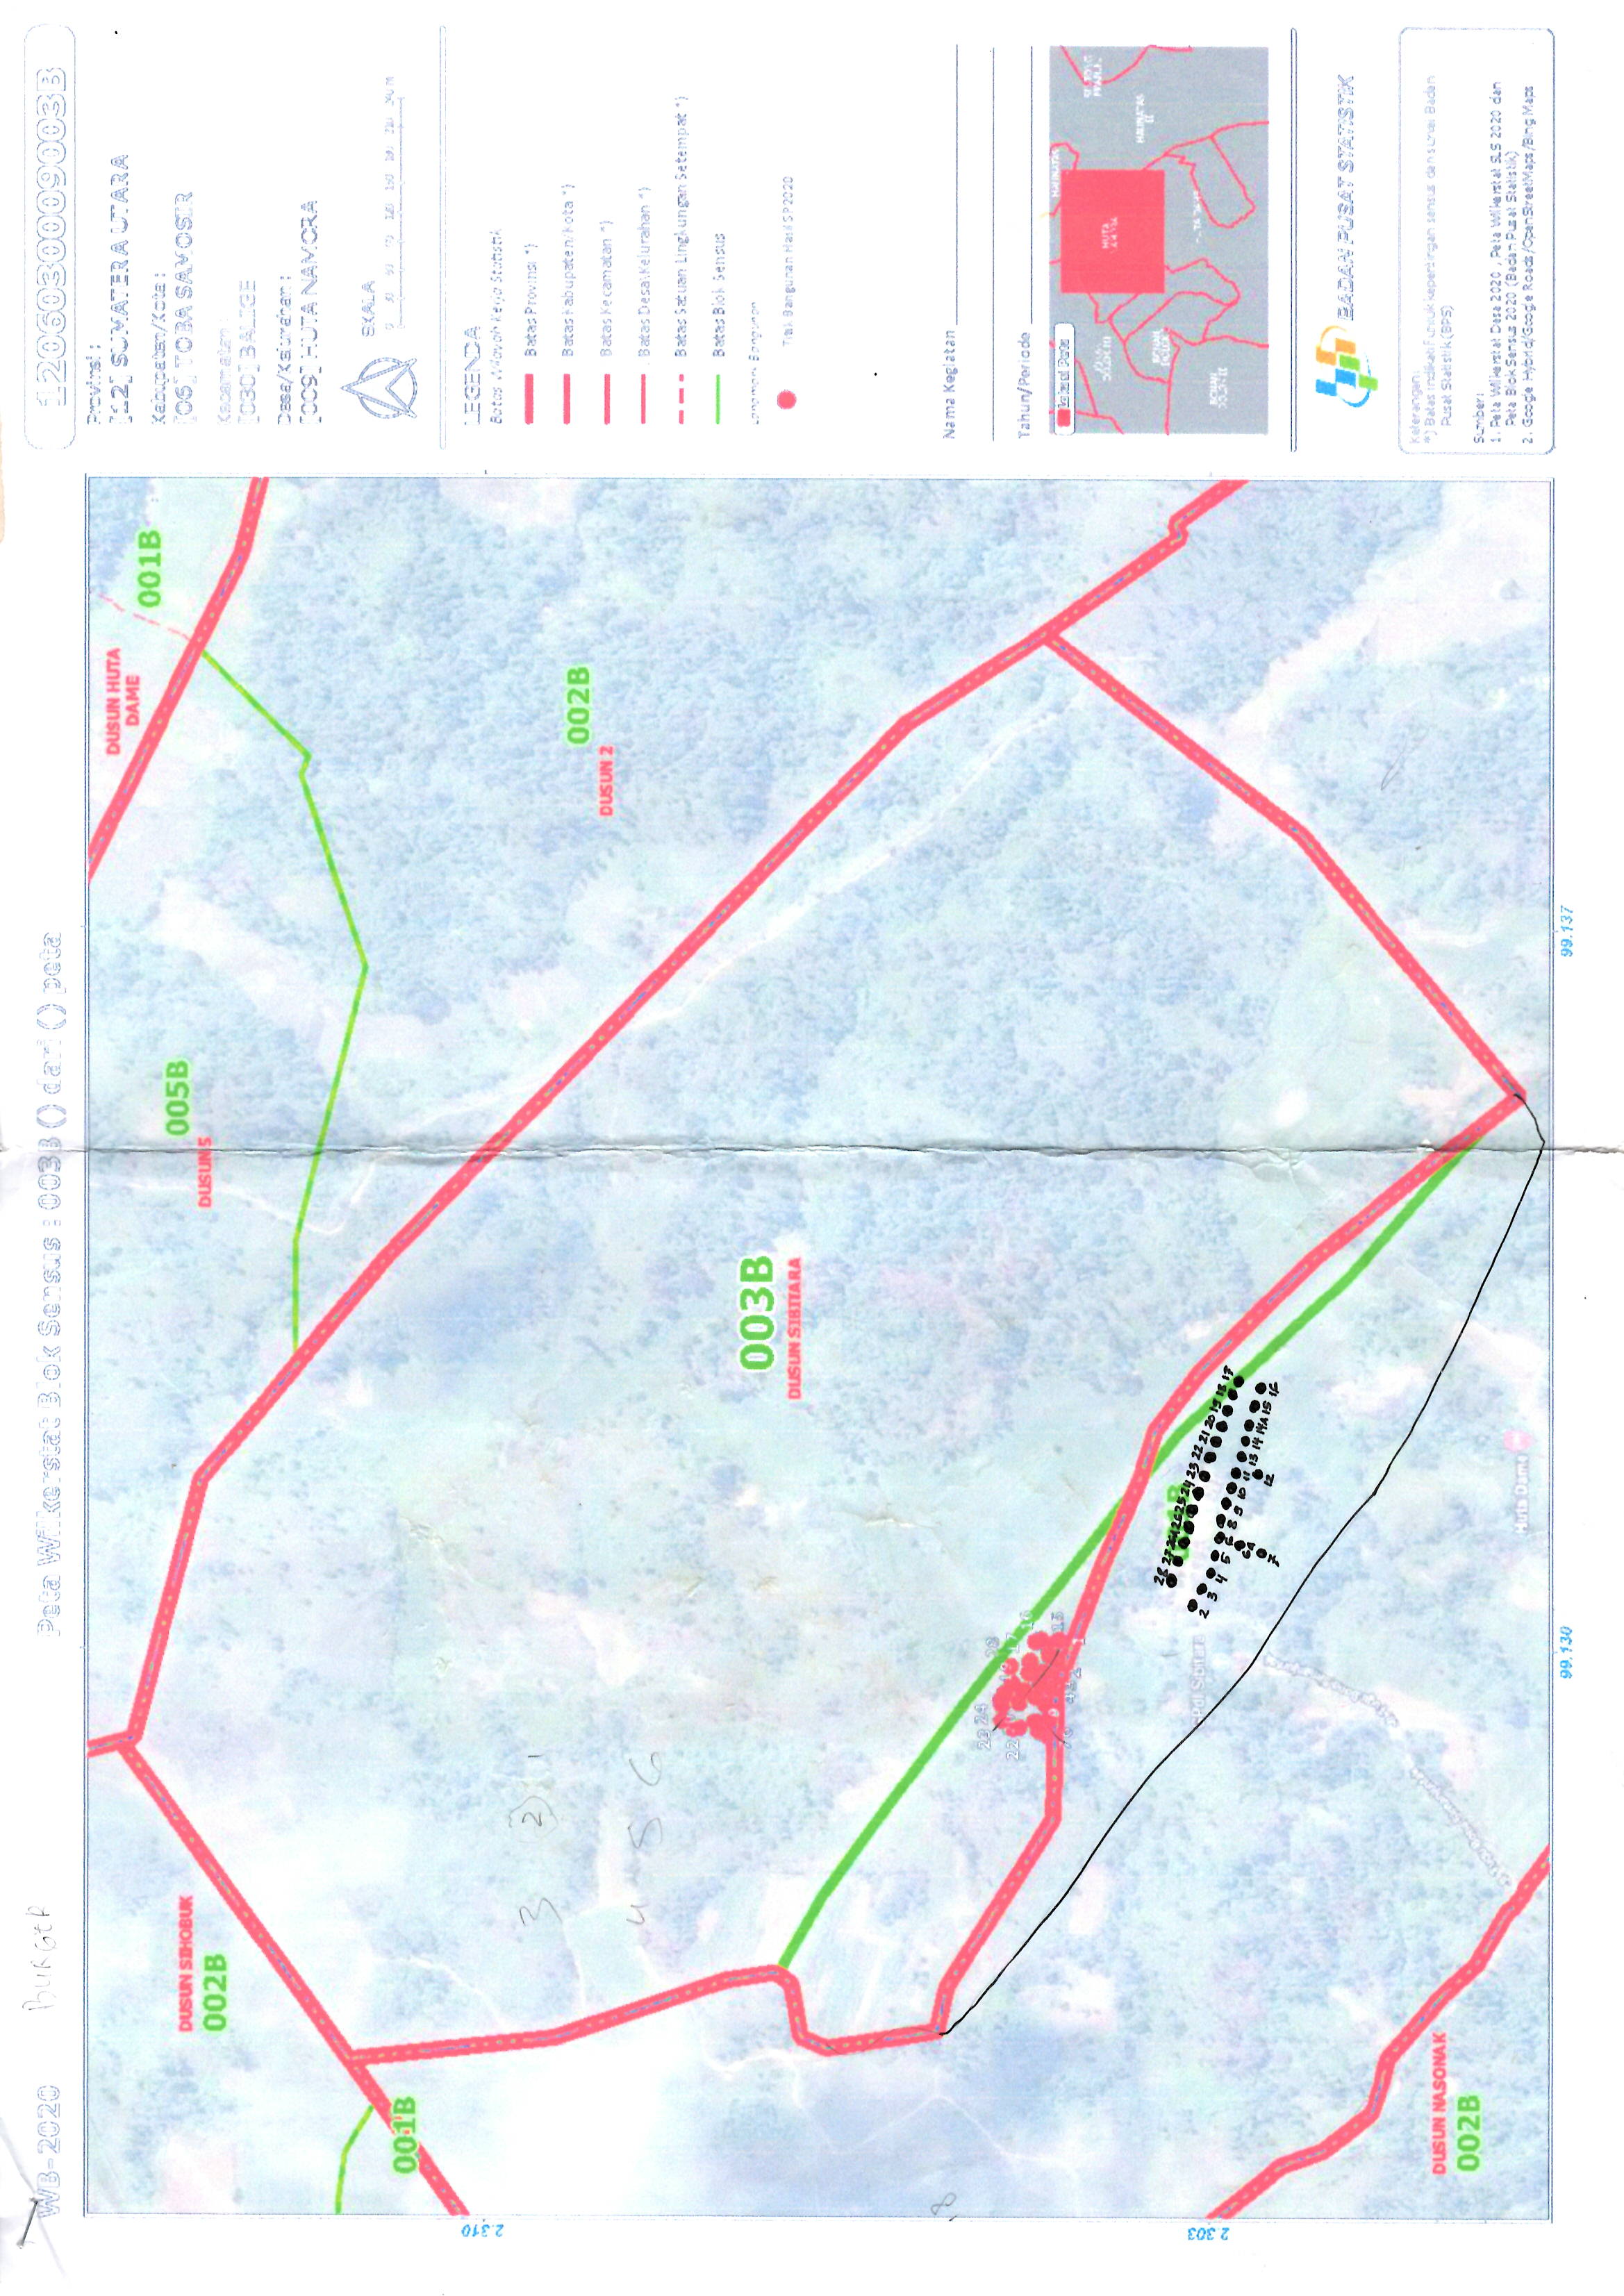 WB-2020
BURGER
Peta Wilkerstat Blok Sensus : 003B () dari () peta
1206030009003B
Provinsi :
[12] SUMATERA UTARA
Kabupaten/Kota :
[06] TOBA SAMOSIR
Kecamatan :
[030] BALIGE
Desa/Kelurahan :
[009] HUTA NAMORA
SKALA
LEGENDA
Batas Wilayah Kerja Statistik
Batas Provinsi *)
Batas Kabupaten/Kota *)
Batas Kecamatan *)
Batas Desa\Kelurahan *)
Batas Satuan Lingkungan Setempat *)
Batas Blok Sensus
Landmark Bangunan
Titik Bangunan Hasil SP2020
Nama Kegiatan
Tahun/Periode
Lokasi Peta
HUTA
BONAN
DOLOK II
BADAN PUSAT STATISTIK
Keterangan:
*) Batas indikatif untuk kepentingan sensus dan survei Badan
Pusat Statistik (BPS)
Sumber:
1. Peta Wilkerstat Desa 2020 , Peta Wilkerstat SLS 2020 dan
Peta Blok Sensus 2020 (Badan Pusat Statistik)
2. Google Hybrid/Google Roads/OpenStreetMaps/Bing Maps
DUSUN HUTA
DAME
001B
005B
DUSUN 5
DUSUN SIHOBUK
002B
001B
2.310
3 2 1
4 5 6
002B
DUSUN 2
003B
DUSUN SIBITARA
8
24
22
17
16
15
001B
28 27 26 25 24 23 22 21 20 19 18 17
2 3 4 5 6 8 9 10 11 13 14 14A 15 16
6A
7
12
2.303
DUSUN NASONAK
002B
Huta Dame
99.130
99.137